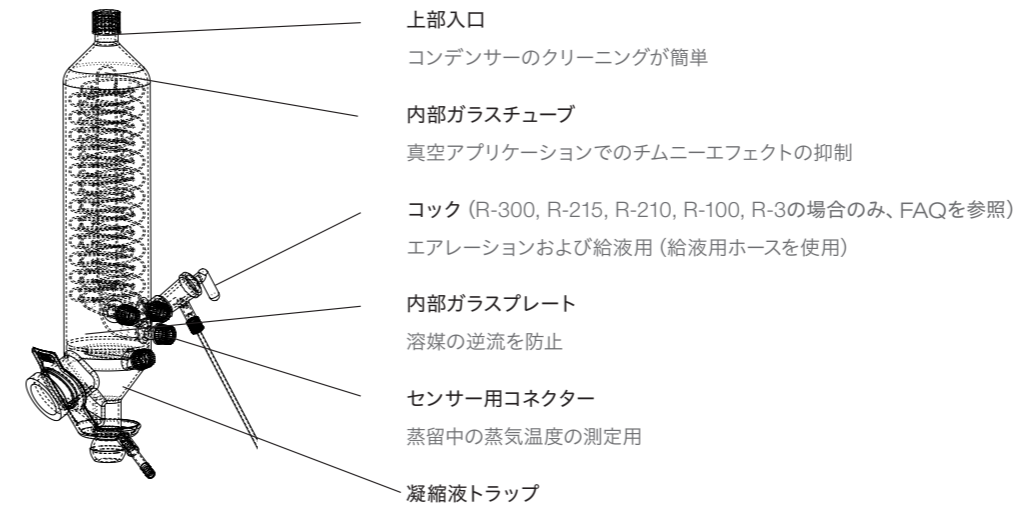 上部入口
コンデンサーのクリーニングが簡単
内部ガラスチューブ
真空アプリケーションでのチムニーエフェクトの抑制
コック (R-300, R-215, R-210, R-100, R-3の場合のみ、FAQを参照)
エアレーションおよび給液用 (給液用ホースを使用)
内部ガラスプレート
溶媒の逆流を防止
センサー用コネクター
蒸留中の蒸気温度の測定用
凝縮液トラップ